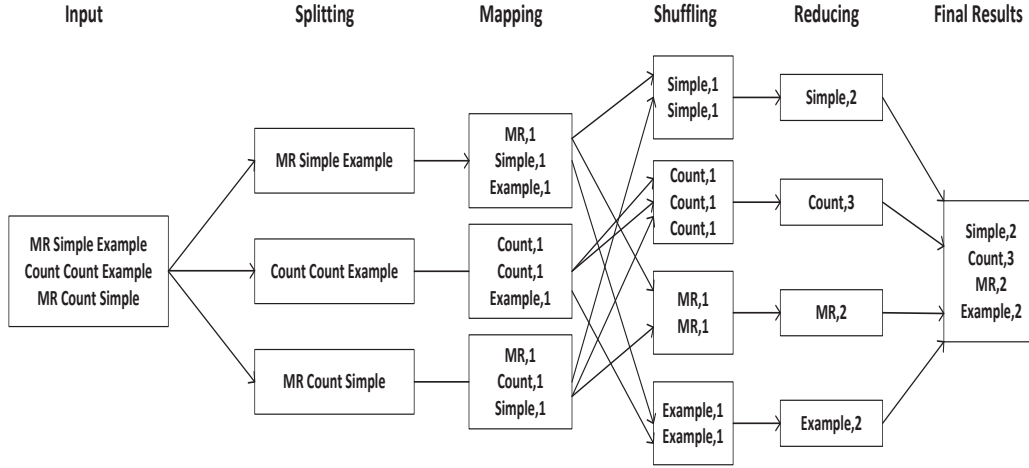 Input
Splitting
Mapping
Shuffling
Reducing
Final Results
MR Simple Example
Count Count Example
MR Count Simple
MR Simple Example
Count Count Example
MR Count Simple
MR,1
Simple,1
Example,1
Count,1
Count,1
Example,1
MR,1
Count,1
Simple,1
Simple,1
Simple,1
Count,1
Count,1
Count,1
MR,1
MR,1
Example,1
Example,1
Simple,2
Count,3
MR,2
Example,2
Simple,2
Count,3
MR,2
Example,2